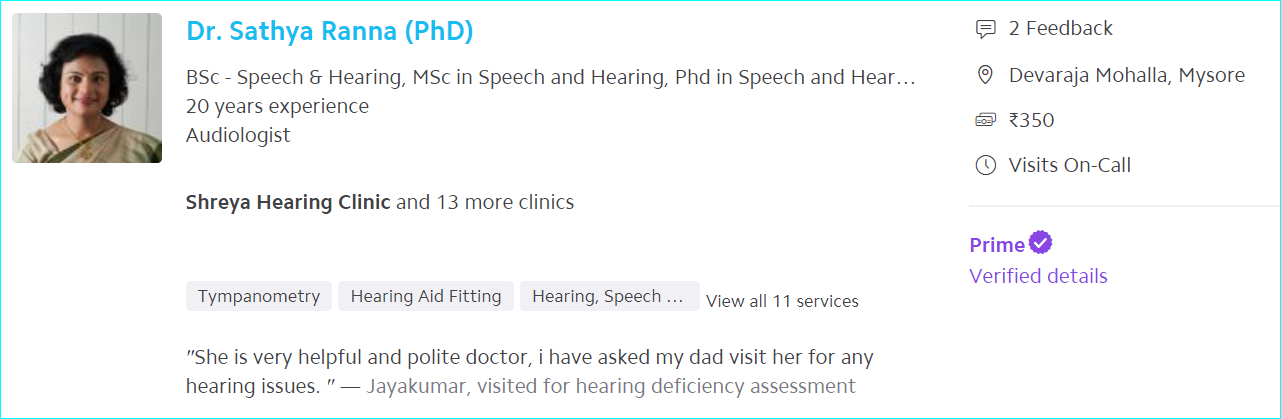 Dr. Sathya Ranna (PhD)
BSc - Speech & Hearing, MSc in Speech and Hearing, Phd in Speech and Hear...
20 years experience
Audiologist
Shreya Hearing Clinic and 13 more clinics
Tympanometry
Hearing Aid Fitting
Hearing, Speech ...
View all 11 services
"She is very helpful and polite doctor, i have asked my dad visit her for any
hearing issues. " — Jayakumar, visited for hearing deficiency assessment
2 Feedback
Devaraja Mohalla, Mysore
₹350
Visits On-Call
Prime
Verified details